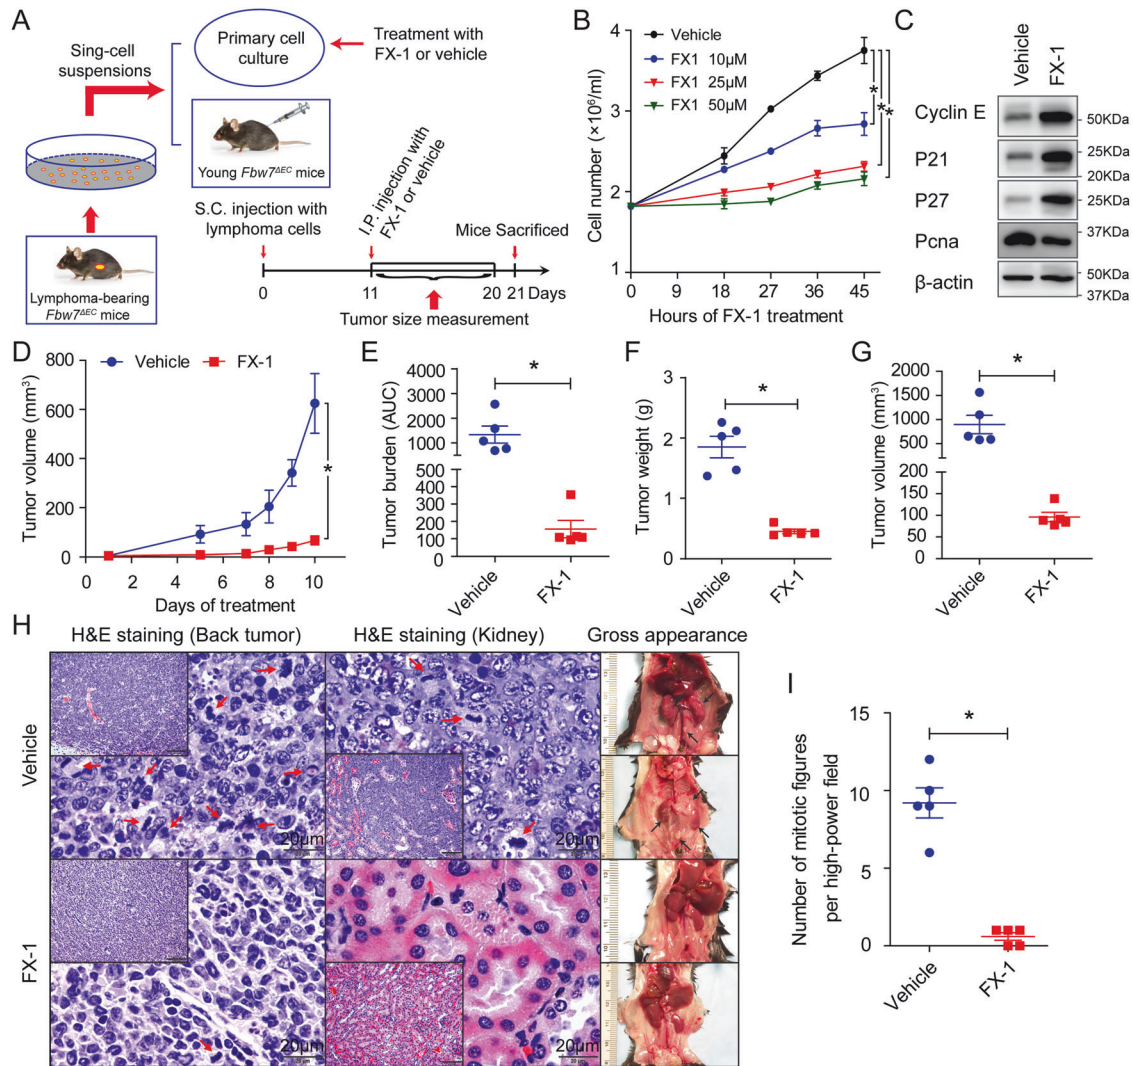 A
Sing-cell
suspensions
Primary cell
culture
Treatment with
FX-1 or vehicle
Young Fbw7ΔEC mice
Lymphoma-bearing
Fbw7ΔEC mice
S.C. injection with
lymphoma cells
I.P. injection with
FX-1 or vehicle
Mice Sacrificed
0
11
20
21
Days
Tumor size measurement
B
Vehicle
FX1 10µM
FX1 25µM
FX1 50µM
* * *
Cell number (×10⁶/ml)
4
3
2
1
0
0 9 18 27 36 45
Hours of FX-1 treatment
C
Vehicle
FX-1
Cyclin E
50KDa
P21
25KDa
20KDa
P27
25KDa
Pcna
37KDa
β-actin
50KDa
37KDa
D
Vehicle
FX-1
Tumor volume (mm³)
800
600
400
200
0
0 2 4 6 8 10
*
Days of treatment
E
*
Tumor burden (AUC)
4000
3000
2000
1000
500
400
300
200
100
0
Vehicle
FX-1
F
*
Tumor weight (g)
3
2
1
0
Vehicle
FX-1
G
*
Tumor volume (mm³)
2000
1500
1000
500
200
150
100
50
0
Vehicle
FX-1
H
H&E staining (Back tumor)
H&E staining (Kidney)
Gross appearance
Vehicle
20µm
20µm
FX-1
20µm
20µm
I
*
Number of mitotic figures
per high-power field
15
10
5
0
Vehicle
FX-1